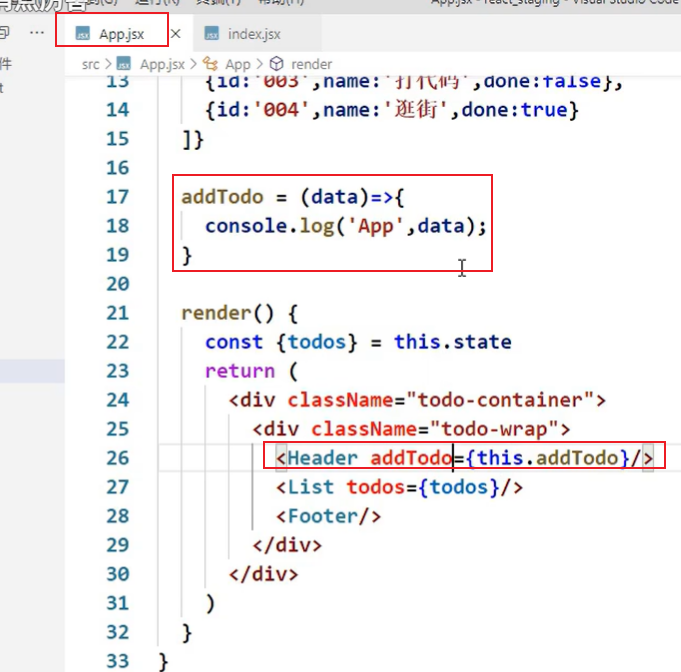 App.jsx - react_staging - Visual Studio Code
App.jsx
index.jsx
src > App.jsx > App > render
13 {id:'003',name:'打代码',done:false},
14 {id:'004',name:'逛街',done:true}
15 ]}
16
17 addTodo = (data)=>{
18 console.log('App',data);
19 }
20
21 render() {
22 const {todos} = this.state
23 return (
24 <div className="todo-container">
25 <div className="todo-wrap">
26 <Header addTodo={this.addTodo}/>
27 <List todos={todos}/>
28 <Footer/>
29 </div>
30 </div>
31 )
32 }
33 }